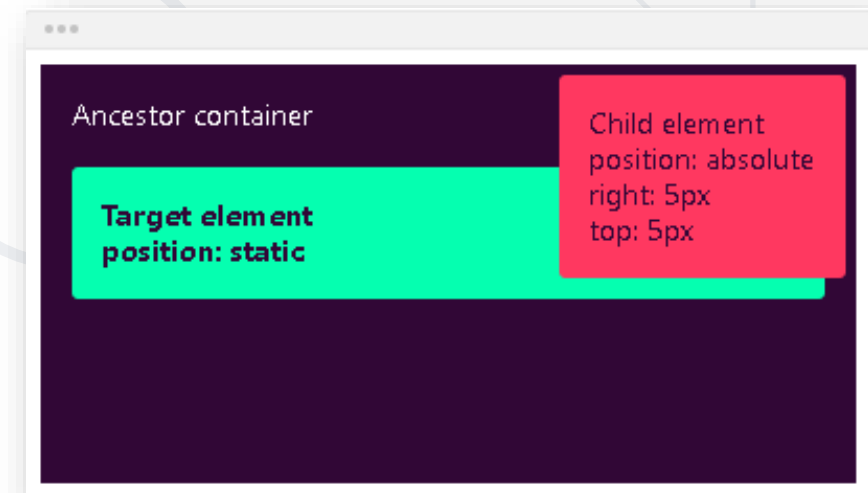 Ancestor container
Target element
position: static
Child element
position: absolute
right: 5px
top: 5px